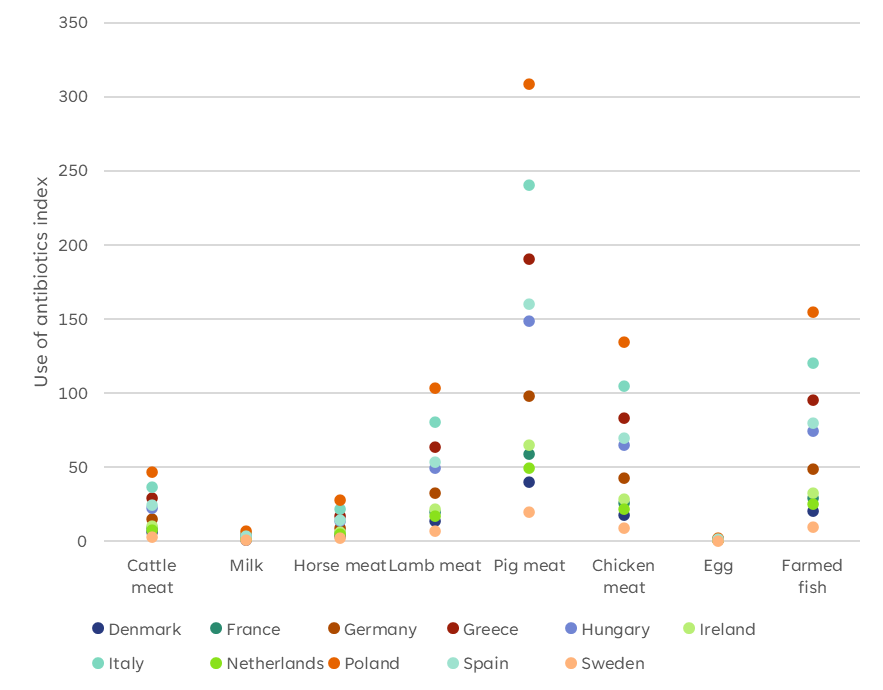 350
300
250
200
150
100
50
0
Use of antibiotics index
Cattle meat
Milk
Horse meat
Lamb meat
Pig meat
Chicken meat
Egg
Farmed fish
Denmark France Germany Greece Hungary Ireland
Italy Netherlands Poland Spain Sweden